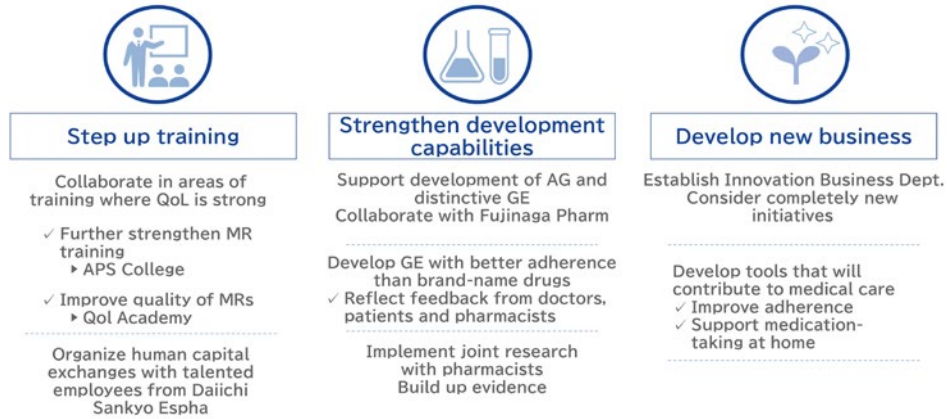 Step up training
Collaborate in areas of
training where QoL is strong
✓ Further strengthen MR
training
▶ APS College
✓ Improve quality of MRs
▶ Qol Academy
Organize human capital
exchanges with talented
employees from Daiichi
Sankyo Espha
Strengthen development
capabilities
Support development of AG and
distinctive GE
Collaborate with Fujinaga Pharm
Develop GE with better adherence
than brand-name drugs
✓ Reflect feedback from doctors,
patients and pharmacists
Implement joint research
with pharmacists
Build up evidence
Develop new business
Establish Innovation Business Dept.
Consider completely new
initiatives
Develop tools that will
contribute to medical care
✓ Improve adherence
✓ Support medication-
taking at home